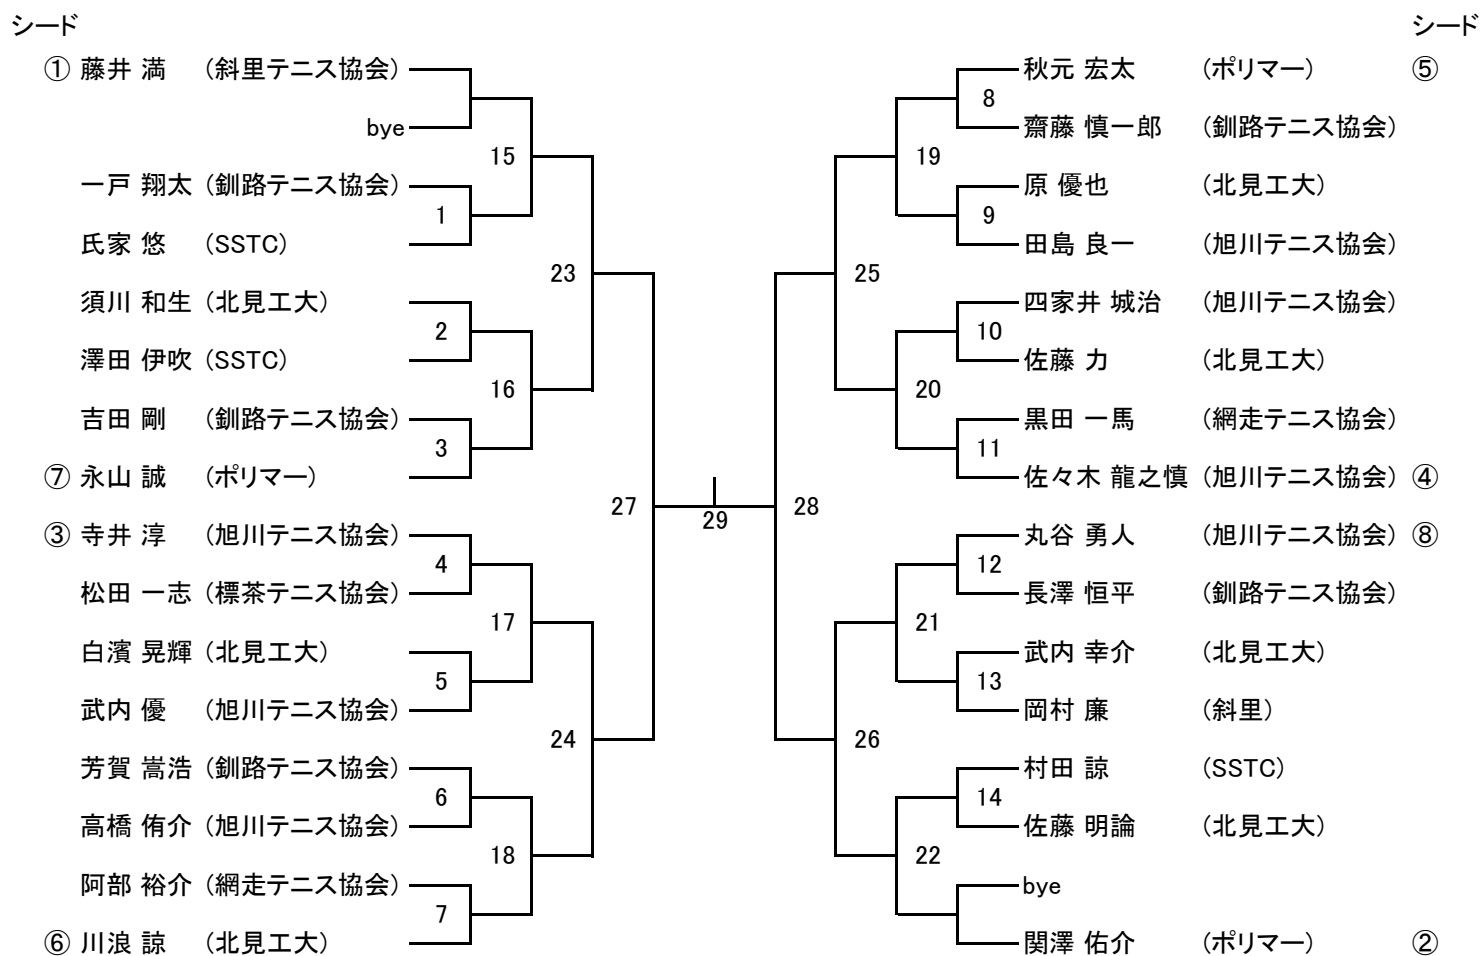 シード シード
① 藤井 満 (斜里テニス協会) 秋元 宏太 (ポリマー) ⑤
8
bye 齋藤 慎一郎 (釧路テニス協会)
15 19
一戸 翔太 (釧路テニス協会) 原 優也 (北見工大)
1 9
氏家 悠 (SSTC) 田島 良一 (旭川テニス協会)
23 25
須川 和生 (北見工大) 四家井 城治 (旭川テニス協会)
2 10
澤田 伊吹 (SSTC) 佐藤 力 (北見工大)
16 20
吉田 剛 (釧路テニス協会) 黒田 一馬 (網走テニス協会)
3 11
⑦ 永山 誠 (ポリマー) 佐々木 龍之慎 (旭川テニス協会) ④
27 29 28
③ 寺井 淳 (旭川テニス協会) 丸谷 勇人 (旭川テニス協会) ⑧
4 12
松田 一志 (標茶テニス協会) 長澤 恒平 (釧路テニス協会)
17 21
白濱 晃輝 (北見工大) 武内 幸介 (北見工大)
5 13
武内 優 (旭川テニス協会) 岡村 廉 (斜里)
24 26
芳賀 嵩浩 (釧路テニス協会) 村田 諒 (SSTC)
6 14
高橋 侑介 (旭川テニス協会) 佐藤 明論 (北見工大)
18 22
阿部 裕介 (網走テニス協会) bye
7
⑥ 川浪 諒 (北見工大) 関澤 佑介 (ポリマー) ②